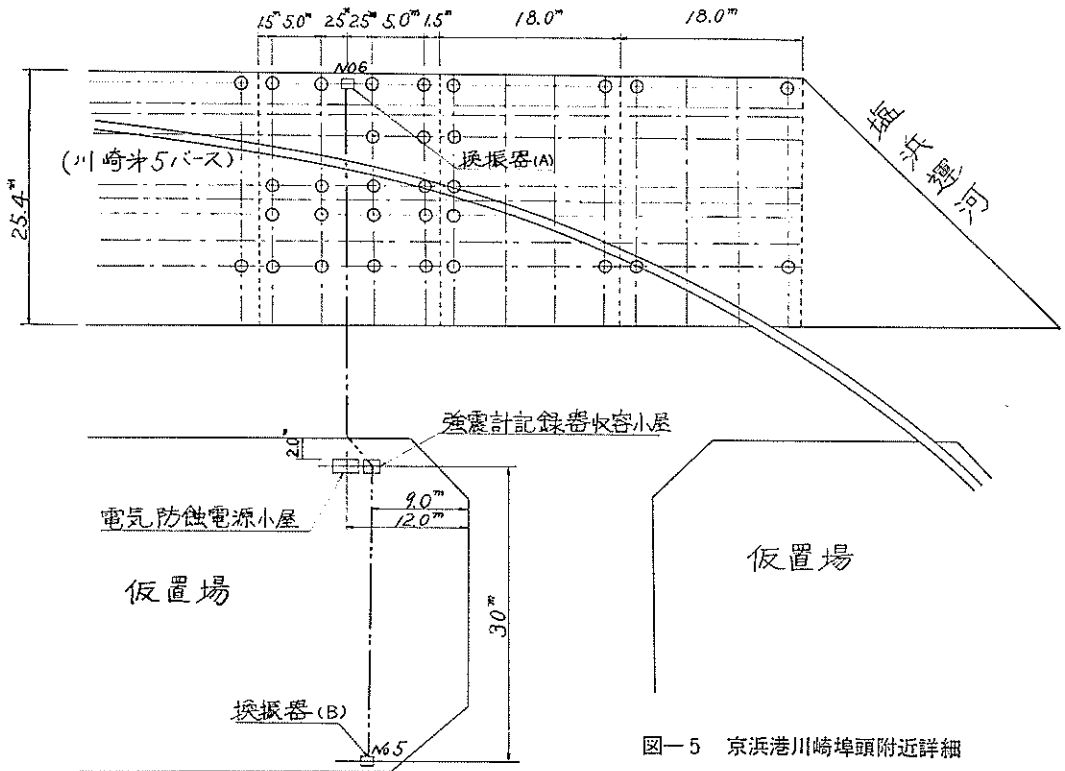 1.5ᵐ 5.0ᵐ 2.5ᵐ 2.5ᵐ 5.0ᵐ 1.5ᵐ 18.0ᵐ 18.0ᵐ
No6
換振器(A)
(川崎才5バース)
25.4ᵐ
塩浜運河
強震計記録器収容小屋
2.0
電気防蝕電源小屋
9.0ᵐ
12.0ᵐ
仮置場
仮置場
30ᵐ
換振器(B)
No5
図―5 京浜港川崎埠頭附近詳細